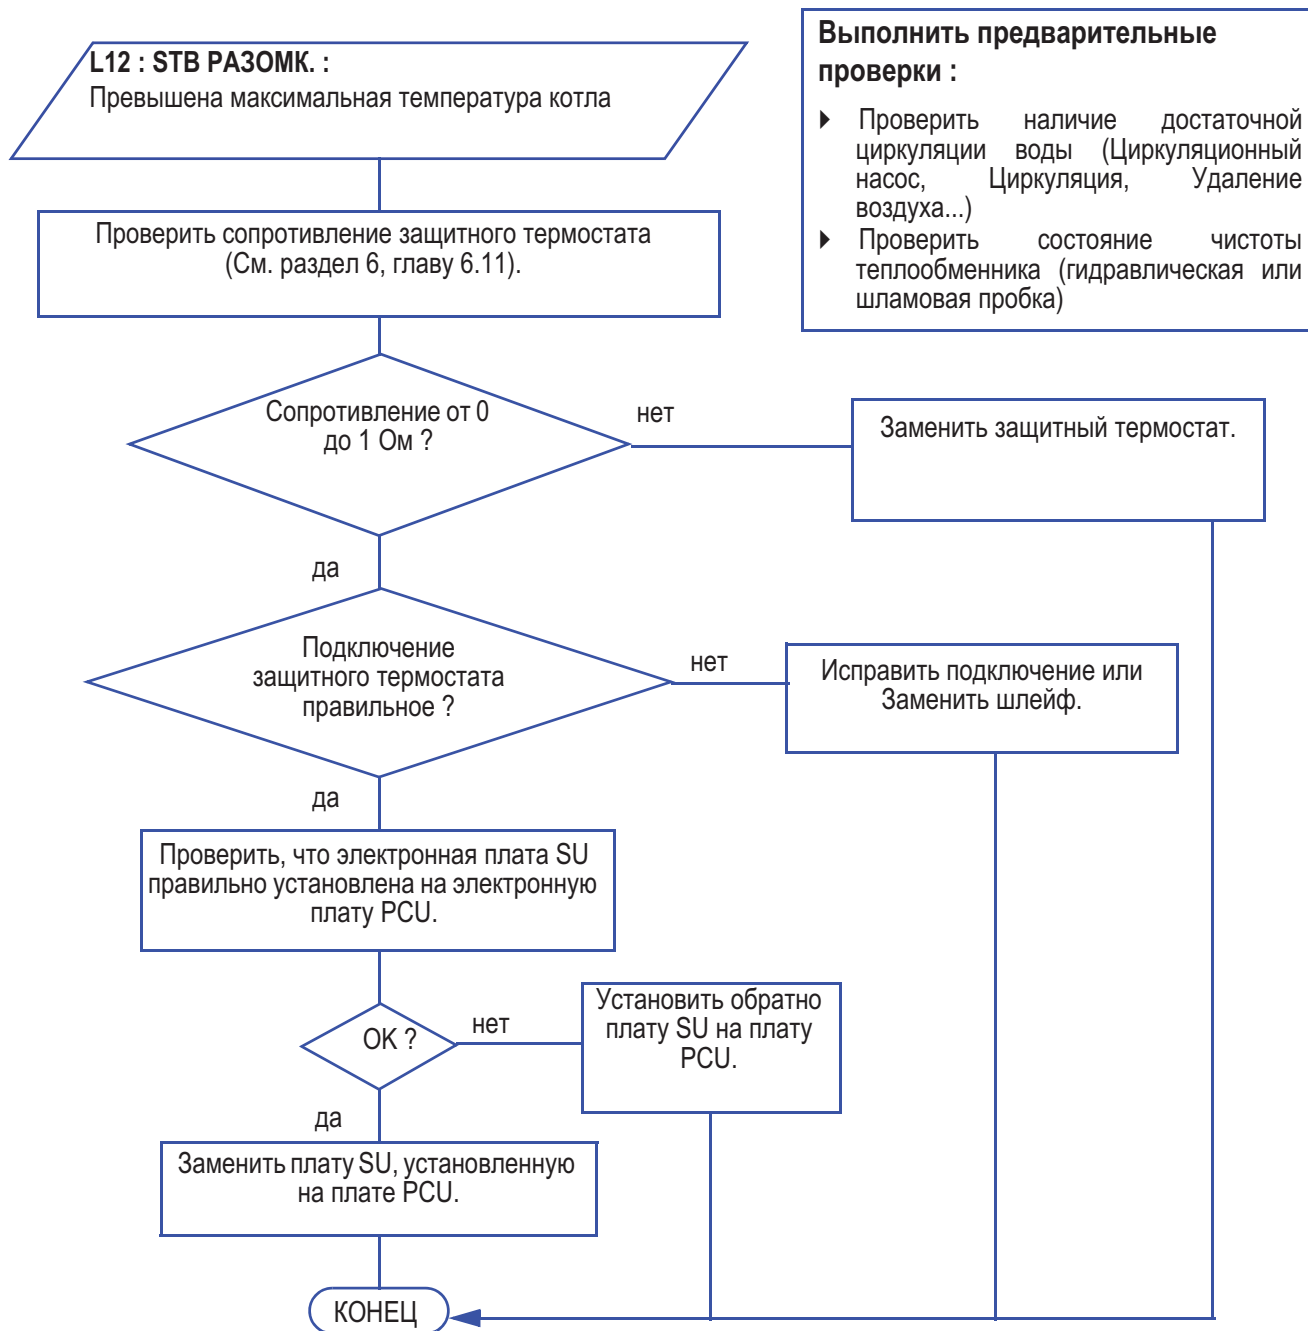 L12 : STB РАЗОМК. :
Превышена максимальная температура котла
Выполнить предварительные
проверки :
Проверить наличие достаточной
циркуляции воды (Циркуляционный
насос, Циркуляция, Удаление
воздуха...)
Проверить состояние чистоты
теплообменника (гидравлическая или
шламовая пробка)
Проверить сопротивление защитного термостата
(См. раздел 6, главу 6.11).
Сопротивление от 0
до 1 Ом ?
нет
Заменить защитный термостат.
да
Подключение
защитного термостата
правильное ?
нет
Исправить подключение или
Заменить шлейф.
да
Проверить, что электронная плата SU
правильно установлена на электронную
плату PCU.
OK ?
нет
Установить обратно
плату SU на плату
PCU.
да
Заменить плату SU, установленную
на плате PCU.
КОНЕЦ